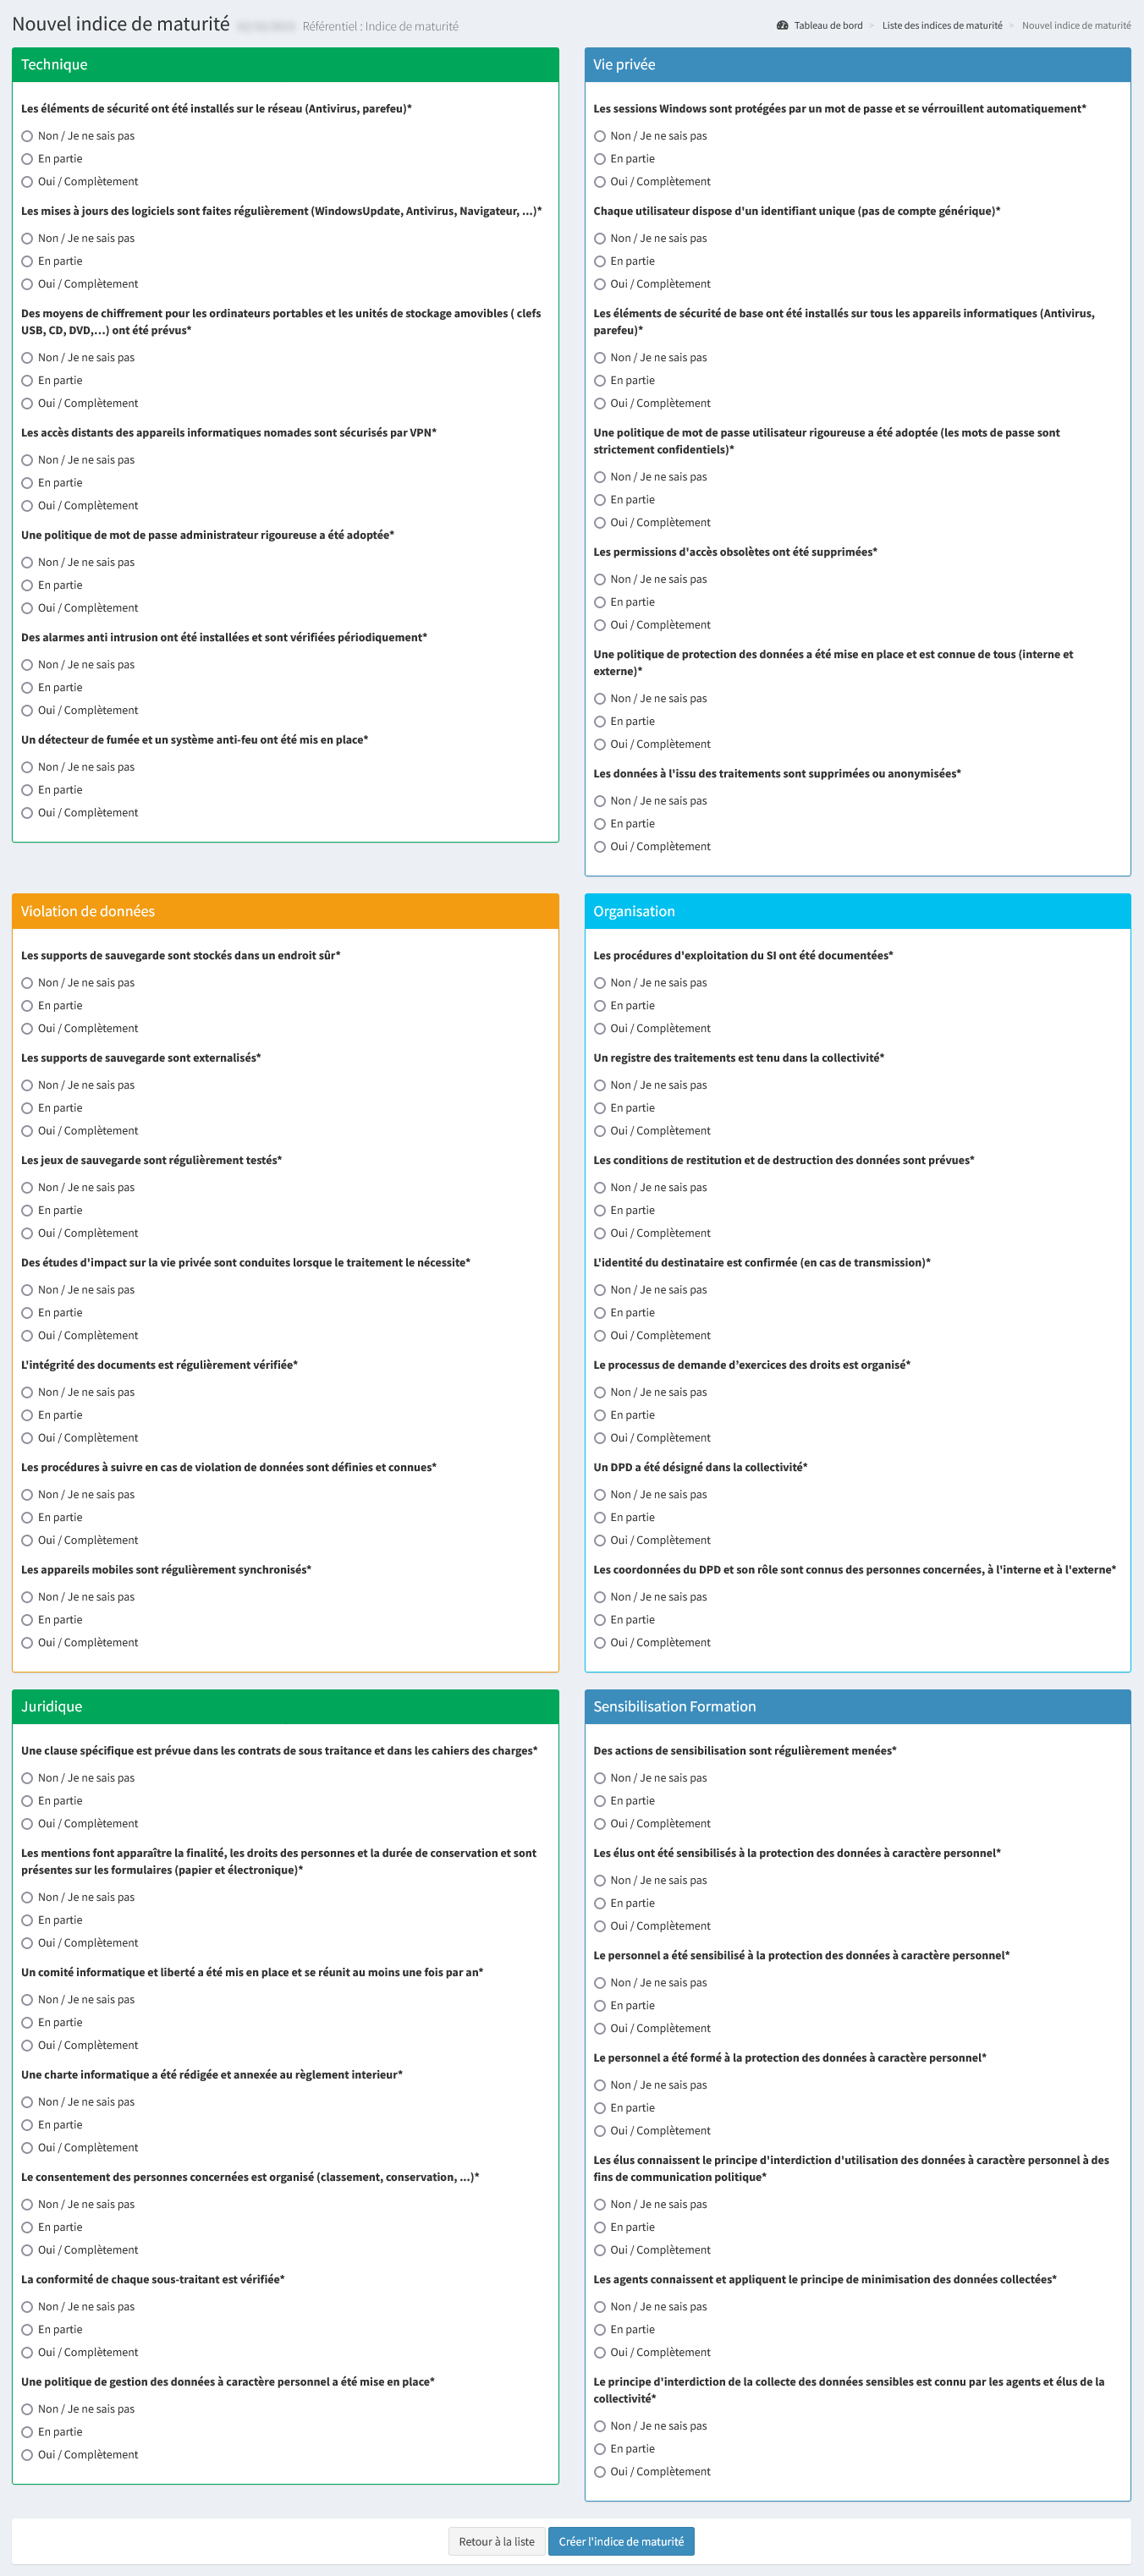 Nouvel indice de maturité Référentiel : Indice de maturité
Tableau de bord > Liste des indices de maturité > Nouvel indice de maturité
Technique
Les éléments de sécurité ont été installés sur le réseau (Antivirus, parefeu)*
Non / Je ne sais pas
En partie
Oui / Complètement
Les mises à jours des logiciels sont faites régulièrement (WindowsUpdate, Antivirus, Navigateur, ...)*
Non / Je ne sais pas
En partie
Oui / Complètement
Des moyens de chiffrement pour les ordinateurs portables et les unités de stockage amovibles ( clefs
USB, CD, DVD,...) ont été prévus*
Non / Je ne sais pas
En partie
Oui / Complètement
Les accès distants des appareils informatiques nomades sont sécurisés par VPN*
Non / Je ne sais pas
En partie
Oui / Complètement
Une politique de mot de passe administrateur rigoureuse a été adoptée*
Non / Je ne sais pas
En partie
Oui / Complètement
Des alarmes anti intrusion ont été installées et sont vérifiées périodiquement*
Non / Je ne sais pas
En partie
Oui / Complètement
Un détecteur de fumée et un système anti-feu ont été mis en place*
Non / Je ne sais pas
En partie
Oui / Complètement
Vie privée
Les sessions Windows sont protégées par un mot de passe et se vérrouillent automatiquement*
Non / Je ne sais pas
En partie
Oui / Complètement
Chaque utilisateur dispose d'un identifiant unique (pas de compte générique)*
Non / Je ne sais pas
En partie
Oui / Complètement
Les éléments de sécurité de base ont été installés sur tous les appareils informatiques (Antivirus,
parefeu)*
Non / Je ne sais pas
En partie
Oui / Complètement
Une politique de mot de passe utilisateur rigoureuse a été adoptée (les mots de passe sont
strictement confidentiels)*
Non / Je ne sais pas
En partie
Oui / Complètement
Les permissions d'accès obsolètes ont été supprimées*
Non / Je ne sais pas
En partie
Oui / Complètement
Une politique de protection des données a été mise en place et est connue de tous (interne et
externe)*
Non / Je ne sais pas
En partie
Oui / Complètement
Les données à l'issu des traitements sont supprimées ou anonymisées*
Non / Je ne sais pas
En partie
Oui / Complètement
Violation de données
Les supports de sauvegarde sont stockés dans un endroit sûr*
Non / Je ne sais pas
En partie
Oui / Complètement
Les supports de sauvegarde sont externalisés*
Non / Je ne sais pas
En partie
Oui / Complètement
Les jeux de sauvegarde sont régulièrement testés*
Non / Je ne sais pas
En partie
Oui / Complètement
Des études d'impact sur la vie privée sont conduites lorsque le traitement le nécessite*
Non / Je ne sais pas
En partie
Oui / Complètement
L'intégrité des documents est régulièrement vérifiée*
Non / Je ne sais pas
En partie
Oui / Complètement
Les procédures à suivre en cas de violation de données sont définies et connues*
Non / Je ne sais pas
En partie
Oui / Complètement
Les appareils mobiles sont régulièrement synchronisés*
Non / Je ne sais pas
En partie
Oui / Complètement
Organisation
Les procédures d'exploitation du SI ont été documentées*
Non / Je ne sais pas
En partie
Oui / Complètement
Un registre des traitements est tenu dans la collectivité*
Non / Je ne sais pas
En partie
Oui / Complètement
Les conditions de restitution et de destruction des données sont prévues*
Non / Je ne sais pas
En partie
Oui / Complètement
L'identité du destinataire est confirmée (en cas de transmission)*
Non / Je ne sais pas
En partie
Oui / Complètement
Le processus de demande d’exercices des droits est organisé*
Non / Je ne sais pas
En partie
Oui / Complètement
Un DPD a été désigné dans la collectivité*
Non / Je ne sais pas
En partie
Oui / Complètement
Les coordonnées du DPD et son rôle sont connus des personnes concernées, à l'interne et à l'externe*
Non / Je ne sais pas
En partie
Oui / Complètement
Juridique
Une clause spécifique est prévue dans les contrats de sous traitance et dans les cahiers des charges*
Non / Je ne sais pas
En partie
Oui / Complètement
Les mentions font apparaître la finalité, les droits des personnes et la durée de conservation et sont
présentes sur les formulaires (papier et électronique)*
Non / Je ne sais pas
En partie
Oui / Complètement
Un comité informatique et liberté a été mis en place et se réunit au moins une fois par an*
Non / Je ne sais pas
En partie
Oui / Complètement
Une charte informatique a été rédigée et annexée au règlement interieur*
Non / Je ne sais pas
En partie
Oui / Complètement
Le consentement des personnes concernées est organisé (classement, conservation, ...)*
Non / Je ne sais pas
En partie
Oui / Complètement
La conformité de chaque sous-traitant est vérifiée*
Non / Je ne sais pas
En partie
Oui / Complètement
Une politique de gestion des données à caractère personnel a été mise en place*
Non / Je ne sais pas
En partie
Oui / Complètement
Sensibilisation Formation
Des actions de sensibilisation sont régulièrement menées*
Non / Je ne sais pas
En partie
Oui / Complètement
Les élus ont été sensibilisés à la protection des données à caractère personnel*
Non / Je ne sais pas
En partie
Oui / Complètement
Le personnel a été sensibilisé à la protection des données à caractère personnel*
Non / Je ne sais pas
En partie
Oui / Complètement
Le personnel a été formé à la protection des données à caractère personnel*
Non / Je ne sais pas
En partie
Oui / Complètement
Les élus connaissent le principe d'interdiction d'utilisation des données à caractère personnel à des
fins de communication politique*
Non / Je ne sais pas
En partie
Oui / Complètement
Les agents connaissent et appliquent le principe de minimisation des données collectées*
Non / Je ne sais pas
En partie
Oui / Complètement
Le principe d'interdiction de la collecte des données sensibles est connu par les agents et élus de la
collectivité*
Non / Je ne sais pas
En partie
Oui / Complètement
Retour à la liste
Créer l'indice de maturité